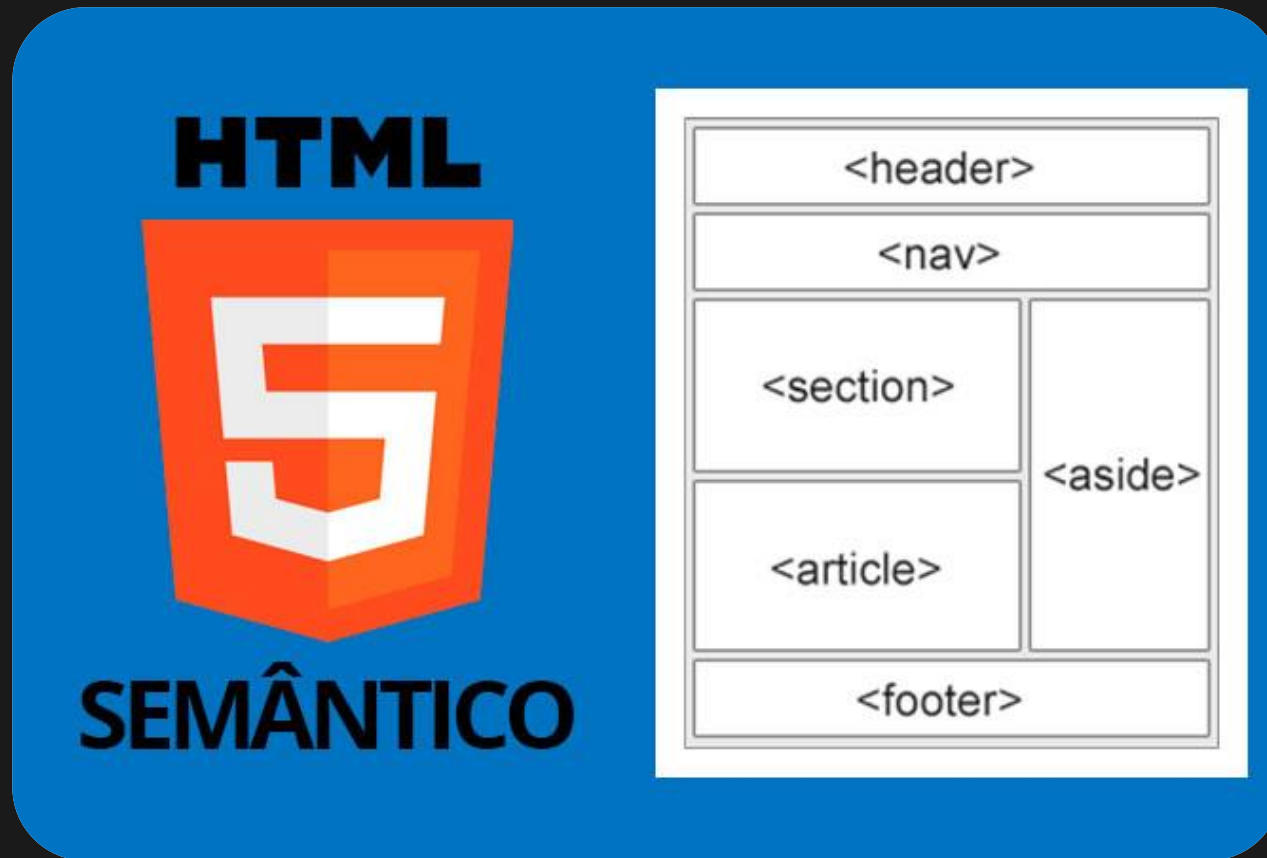 HTML
5
SEMÂNTICO
<header>
<nav>
<section>
<aside>
<article>
<footer>